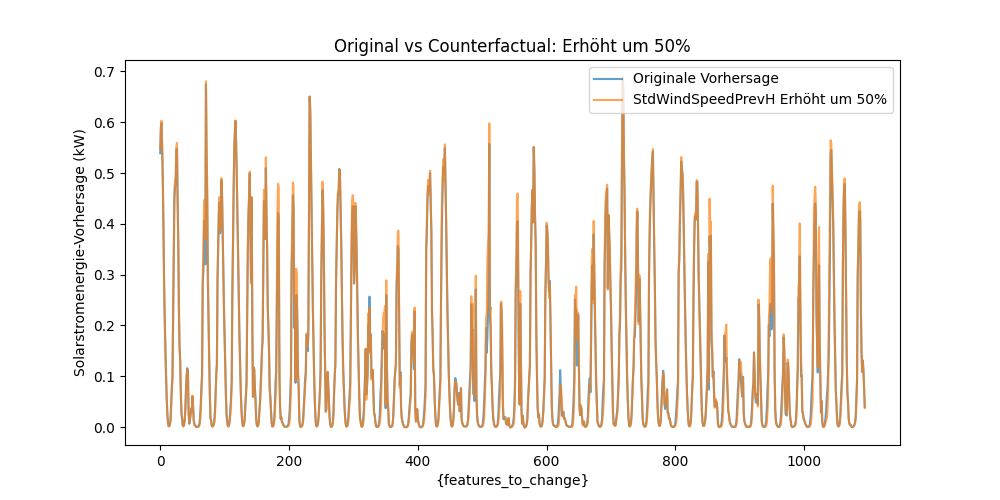 Original vs Counterfactual: Erhöht um 50%
Originale Vorhersage
StdWindSpeedPrevH Erhöht um 50%
Solarstromenergie-Vorhersage (kW)
0.7
0.6
0.5
0.4
0.3
0.2
0.1
0.0
0 200 400 600 800 1000
{features_to_change}